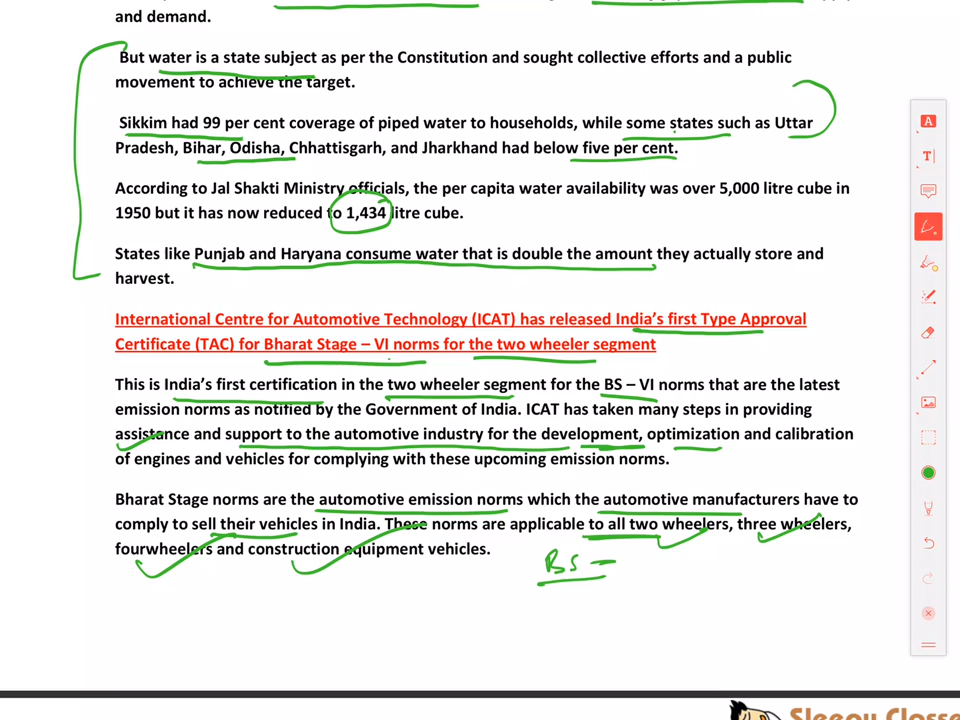 and demand.
But water is a state subject as per the Constitution and sought collective efforts and a public
movement to achieve the target.
Sikkim had 99 per cent coverage of piped water to households, while some states such as Uttar
Pradesh, Bihar, Odisha, Chhattisgarh, and Jharkhand had below five per cent.
According to Jal Shakti Ministry officials, the per capita water availability was over 5,000 litre cube in
1950 but it has now reduced to 1,434 litre cube.
States like Punjab and Haryana consume water that is double the amount they actually store and
harvest.
International Centre for Automotive Technology (ICAT) has released India's first Type Approval
Certificate (TAC) for Bharat Stage – VI norms for the two wheeler segment
This is India's first certification in the two wheeler segment for the BS – VI norms that are the latest
emission norms as notified by the Government of India. ICAT has taken many steps in providing
assistance and support to the automotive industry for the development, optimization and calibration
of engines and vehicles for complying with these upcoming emission norms.
Bharat Stage norms are the automotive emission norms which the automotive manufacturers have to
comply to sell their vehicles in India. These norms are applicable to all two wheelers, three wheelers,
fourwheelers and construction equipment vehicles.
BS –
A
T